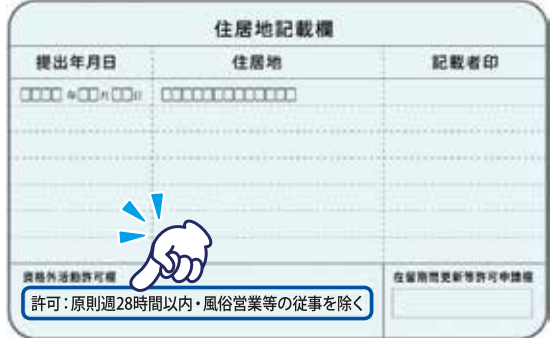 住居地記載欄
提出年月日 住居地 記載者印
□□□□年□□月□□日 □□□□□□□□□□□□□
資格外活動許可欄 在留期間更新等許可申請欄
許可：原則週28時間以内・風俗営業等の従事を除く